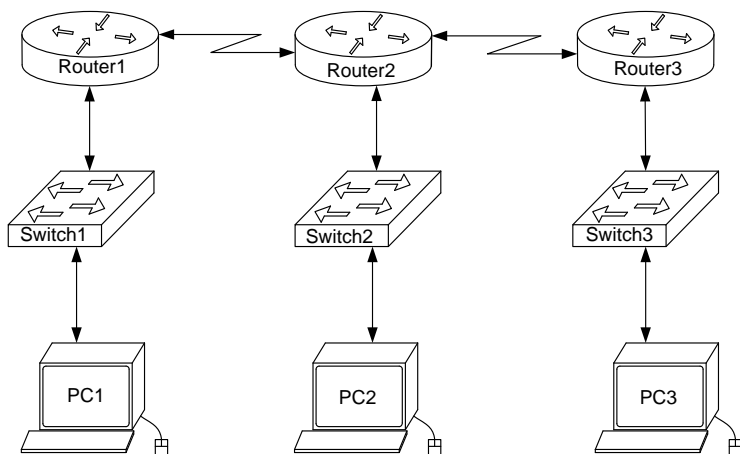 Router1
Router2
Router3
Switch1
Switch2
Switch3
PC1
PC2
PC3